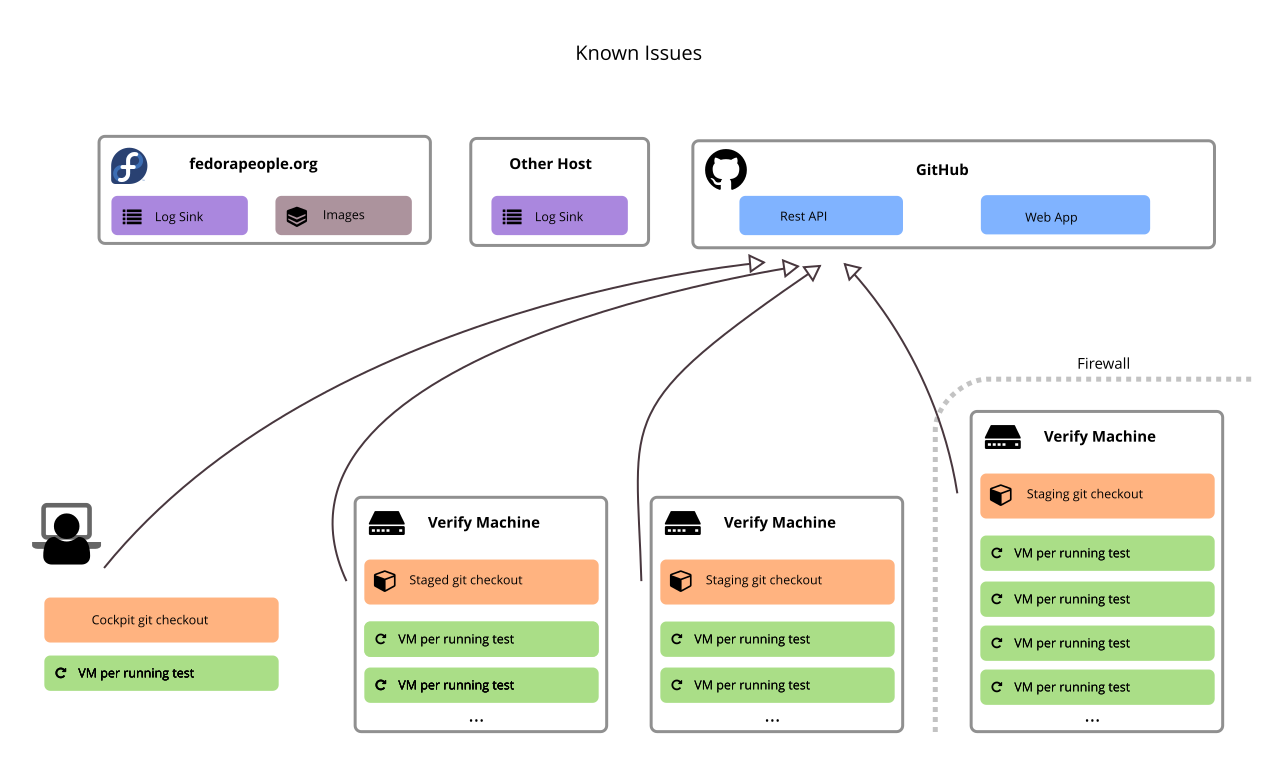 Known Issues
fedorapeople.org
Log Sink
Images
Other Host
Log Sink
GitHub
Rest API
Web App
Firewall
Cockpit git checkout
VM per running test
Verify Machine
Staged git checkout
VM per running test
VM per running test
...
Verify Machine
Staging git checkout
VM per running test
VM per running test
...
Verify Machine
Staging git checkout
VM per running test
VM per running test
VM per running test
VM per running test
...